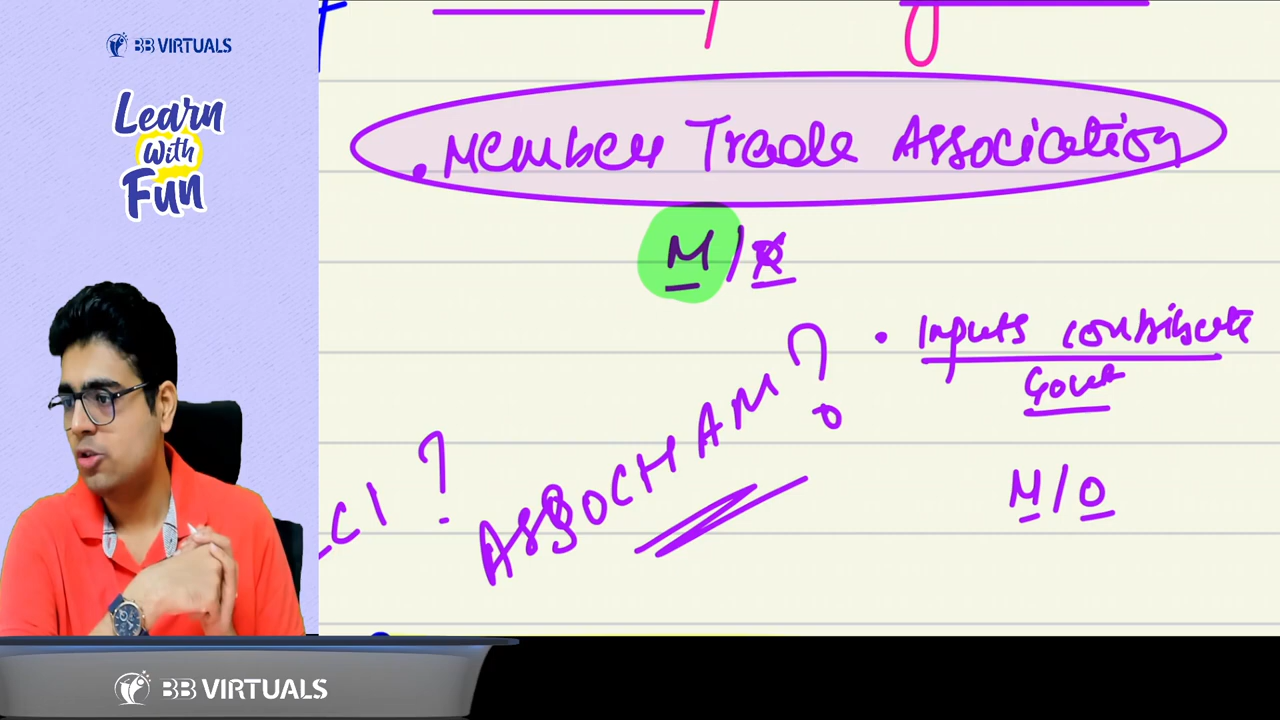 BB VIRTUALS
Learn
With
Fun
. Member Trade Association
M/O
. Inputs contribute
Govt
M/O
CI ?
ASSOCHAM ?
BB VIRTUALS